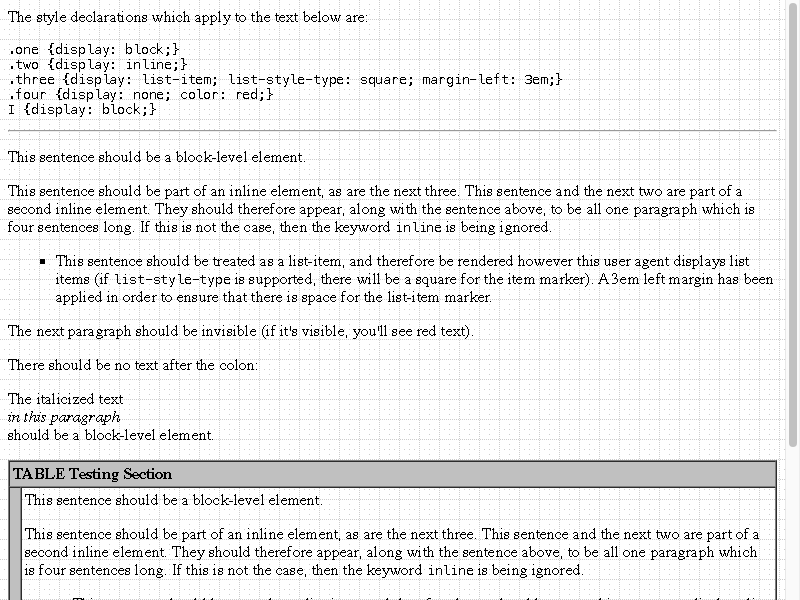 The style declarations which apply to the text below are:
.one {display: block;}
.two {display: inline;}
.three {display: list-item; list-style-type: square; margin-left: 3em;}
.four {display: none; color: red;}
I {display: block;}
This sentence should be a block-level element.
This sentence should be part of an inline element, as are the next three. This sentence and the next two are part of a
second inline element. They should therefore appear, along with the sentence above, to be all one paragraph which is
four sentences long. If this is not the case, then the keyword inline is being ignored.
This sentence should be treated as a list-item, and therefore be rendered however this user agent displays list
items (if list-style-type is supported, there will be a square for the item marker). A 3em left margin has been
applied in order to ensure that there is space for the list-item marker.
The next paragraph should be invisible (if it's visible, you'll see red text).
There should be no text after the colon:
The italicized text
in this paragraph
should be a block-level element.
TABLE Testing Section
This sentence should be a block-level element.
This sentence should be part of an inline element, as are the next three. This sentence and the next two are part of a
second inline element. They should therefore appear, along with the sentence above, to be all one paragraph which
is four sentences long. If this is not the case, then the keyword inline is being ignored.